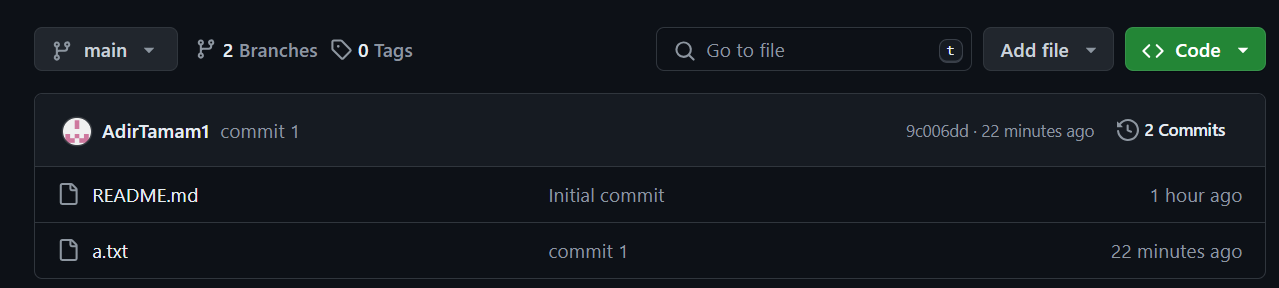 main 2 Branches 0 Tags Go to file t Add file Code
AdirTamam1 commit 1 9c006dd · 22 minutes ago 2 Commits
README.md Initial commit 1 hour ago
a.txt commit 1 22 minutes ago